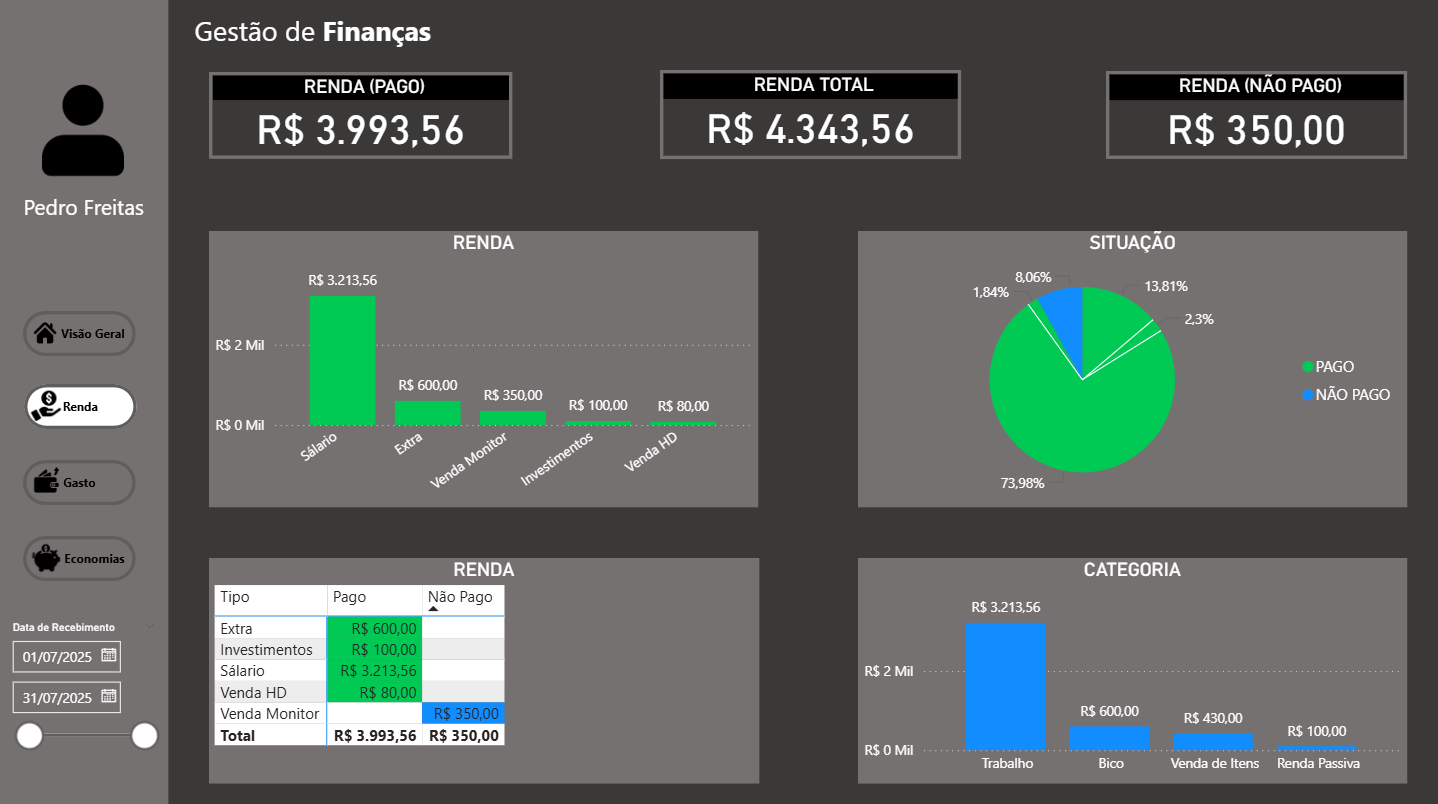 Gestão de Finanças
Pedro Freitas
Visão Geral
Renda
Gasto
Economias
Data de Recebimento
01/07/2025
31/07/2025
RENDA (PAGO)
R$ 3.993,56
RENDA TOTAL
R$ 4.343,56
RENDA (NÃO PAGO)
R$ 350,00
RENDA
R$ 3.213,56
R$ 600,00
R$ 350,00
R$ 100,00
R$ 80,00
R$ 2 Mil
R$ 0 Mil
Sálario
Extra
Venda Monitor
Investimentos
Venda HD
SITUAÇÃO
8,06%
1,84%
13,81%
2,3%
73,98%
PAGO
NÃO PAGO
RENDA
Tipo Pago Não Pago
Extra R$ 600,00
Investimentos R$ 100,00
Sálario R$ 3.213,56
Venda HD R$ 80,00
Venda Monitor R$ 350,00
Total R$ 3.993,56 R$ 350,00
CATEGORIA
R$ 3.213,56
R$ 600,00
R$ 430,00
R$ 100,00
R$ 2 Mil
R$ 0 Mil
Trabalho
Bico
Venda de Itens
Renda Passiva